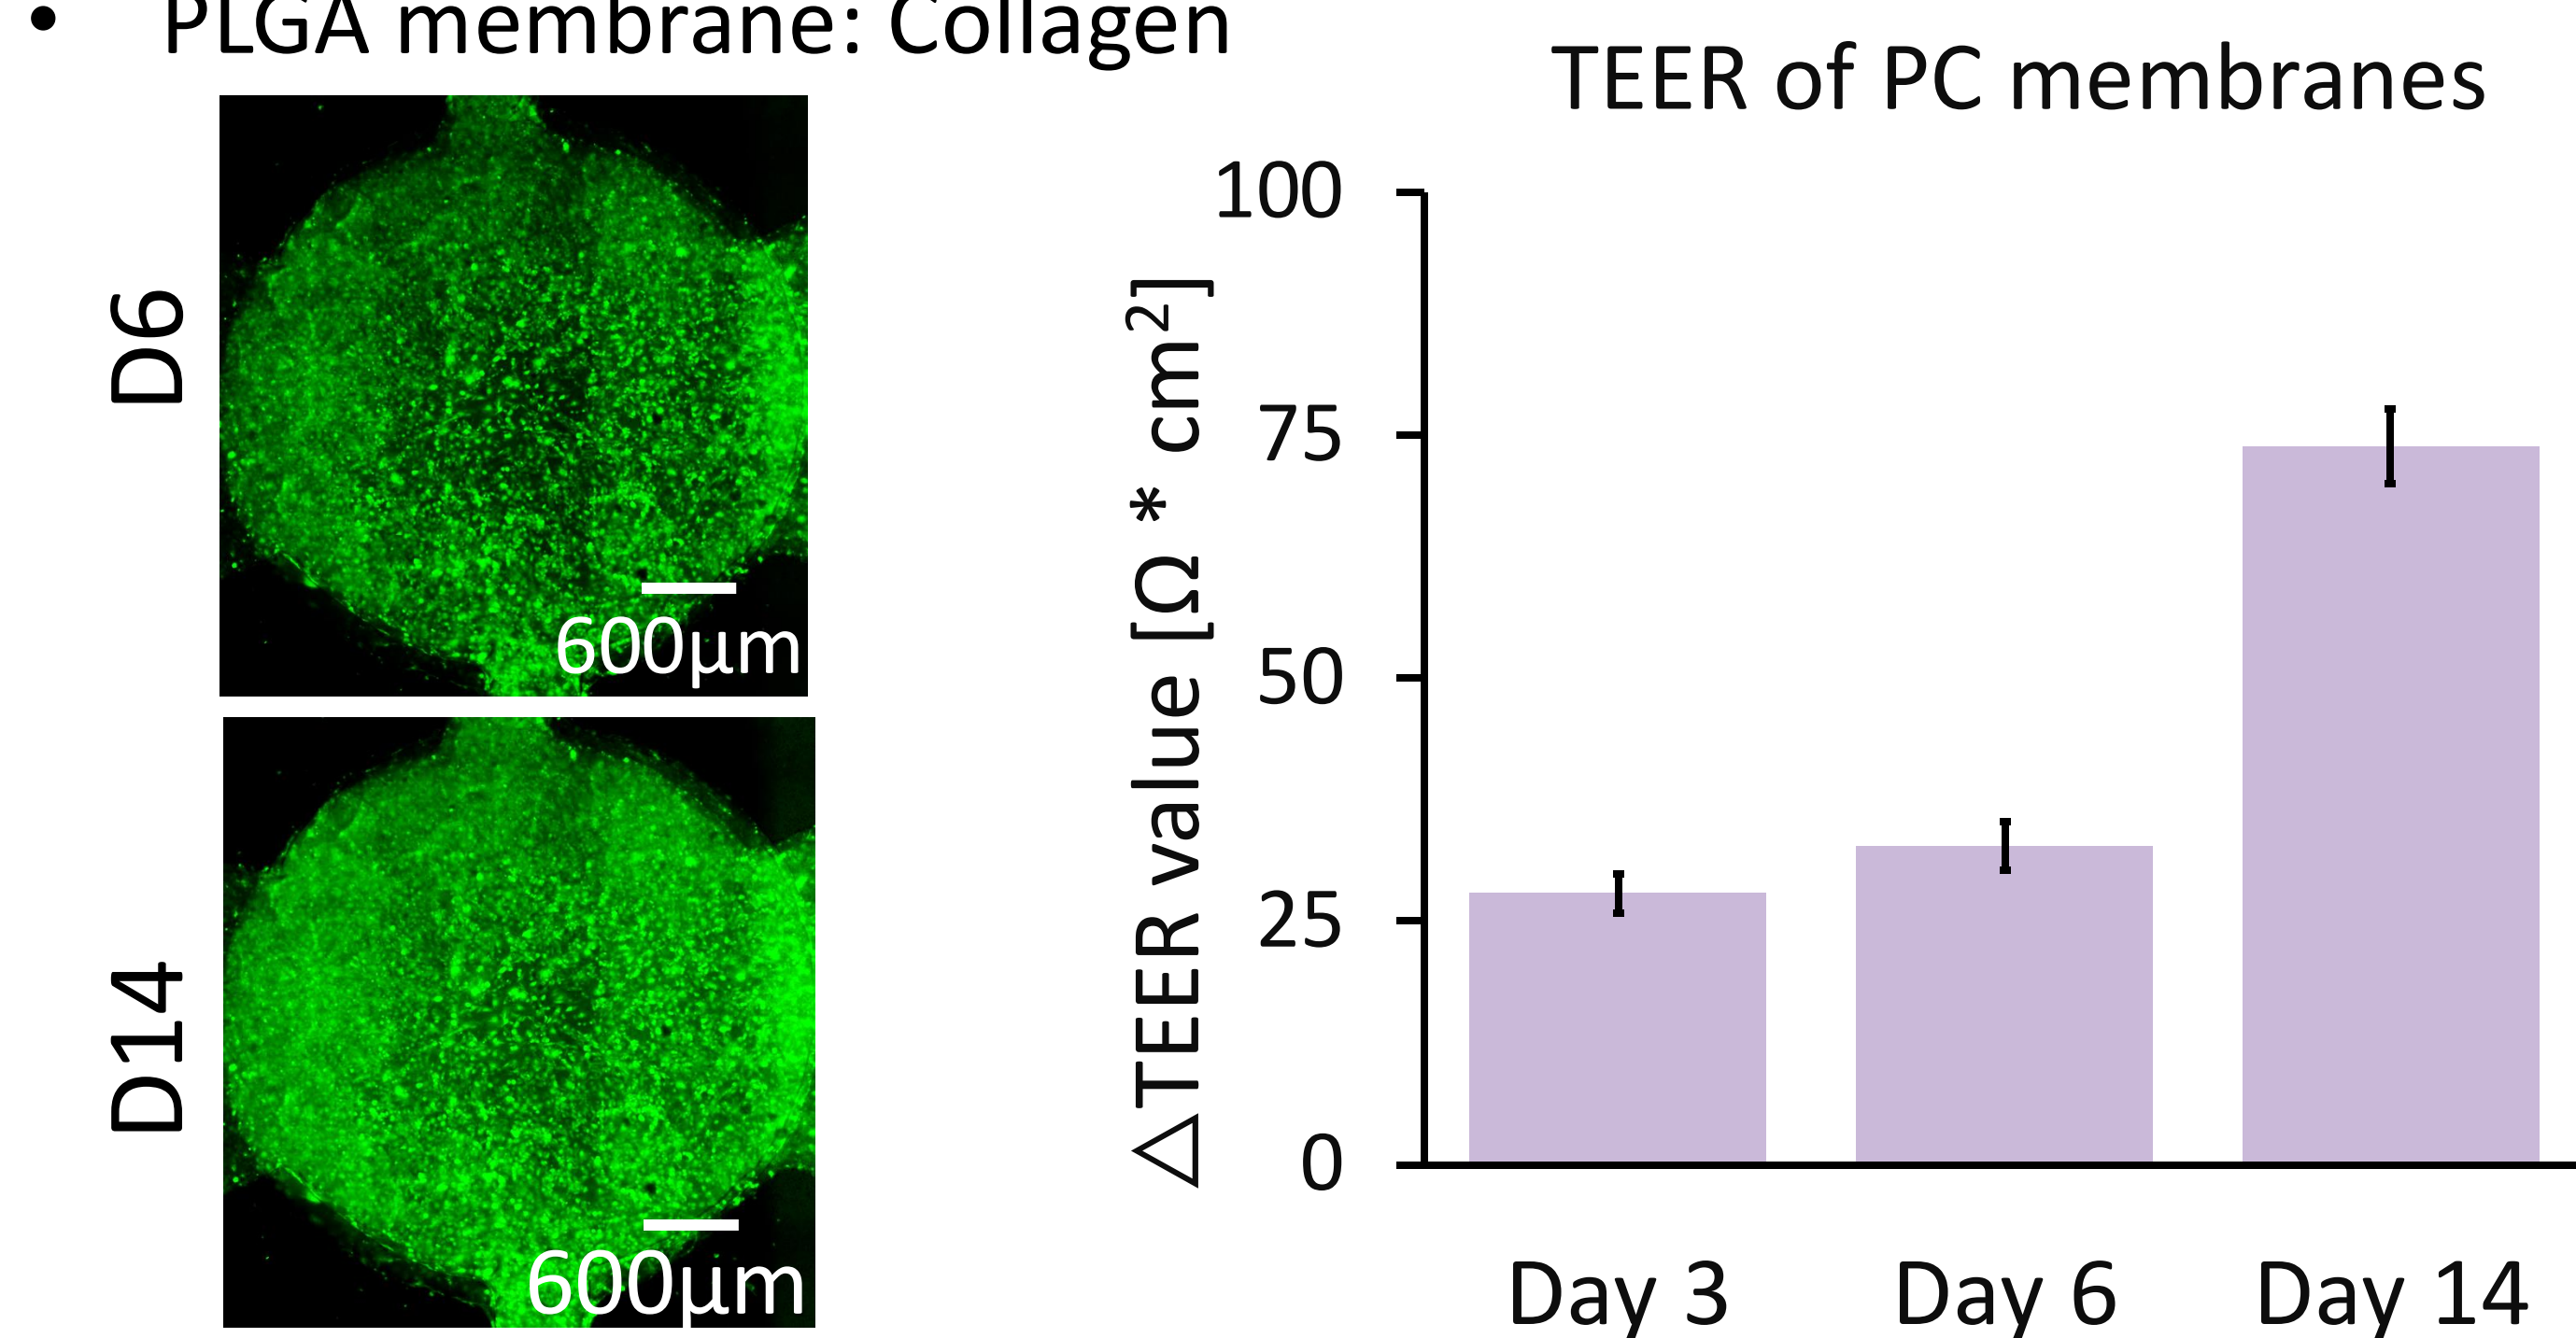 • PLGA membrane: Collagen
D6
600µm
D14
600µm
TEER of PC membranes
△TEER value [Ω * cm²]
100
75
50
25
0
Day 3
Day 6
Day 14